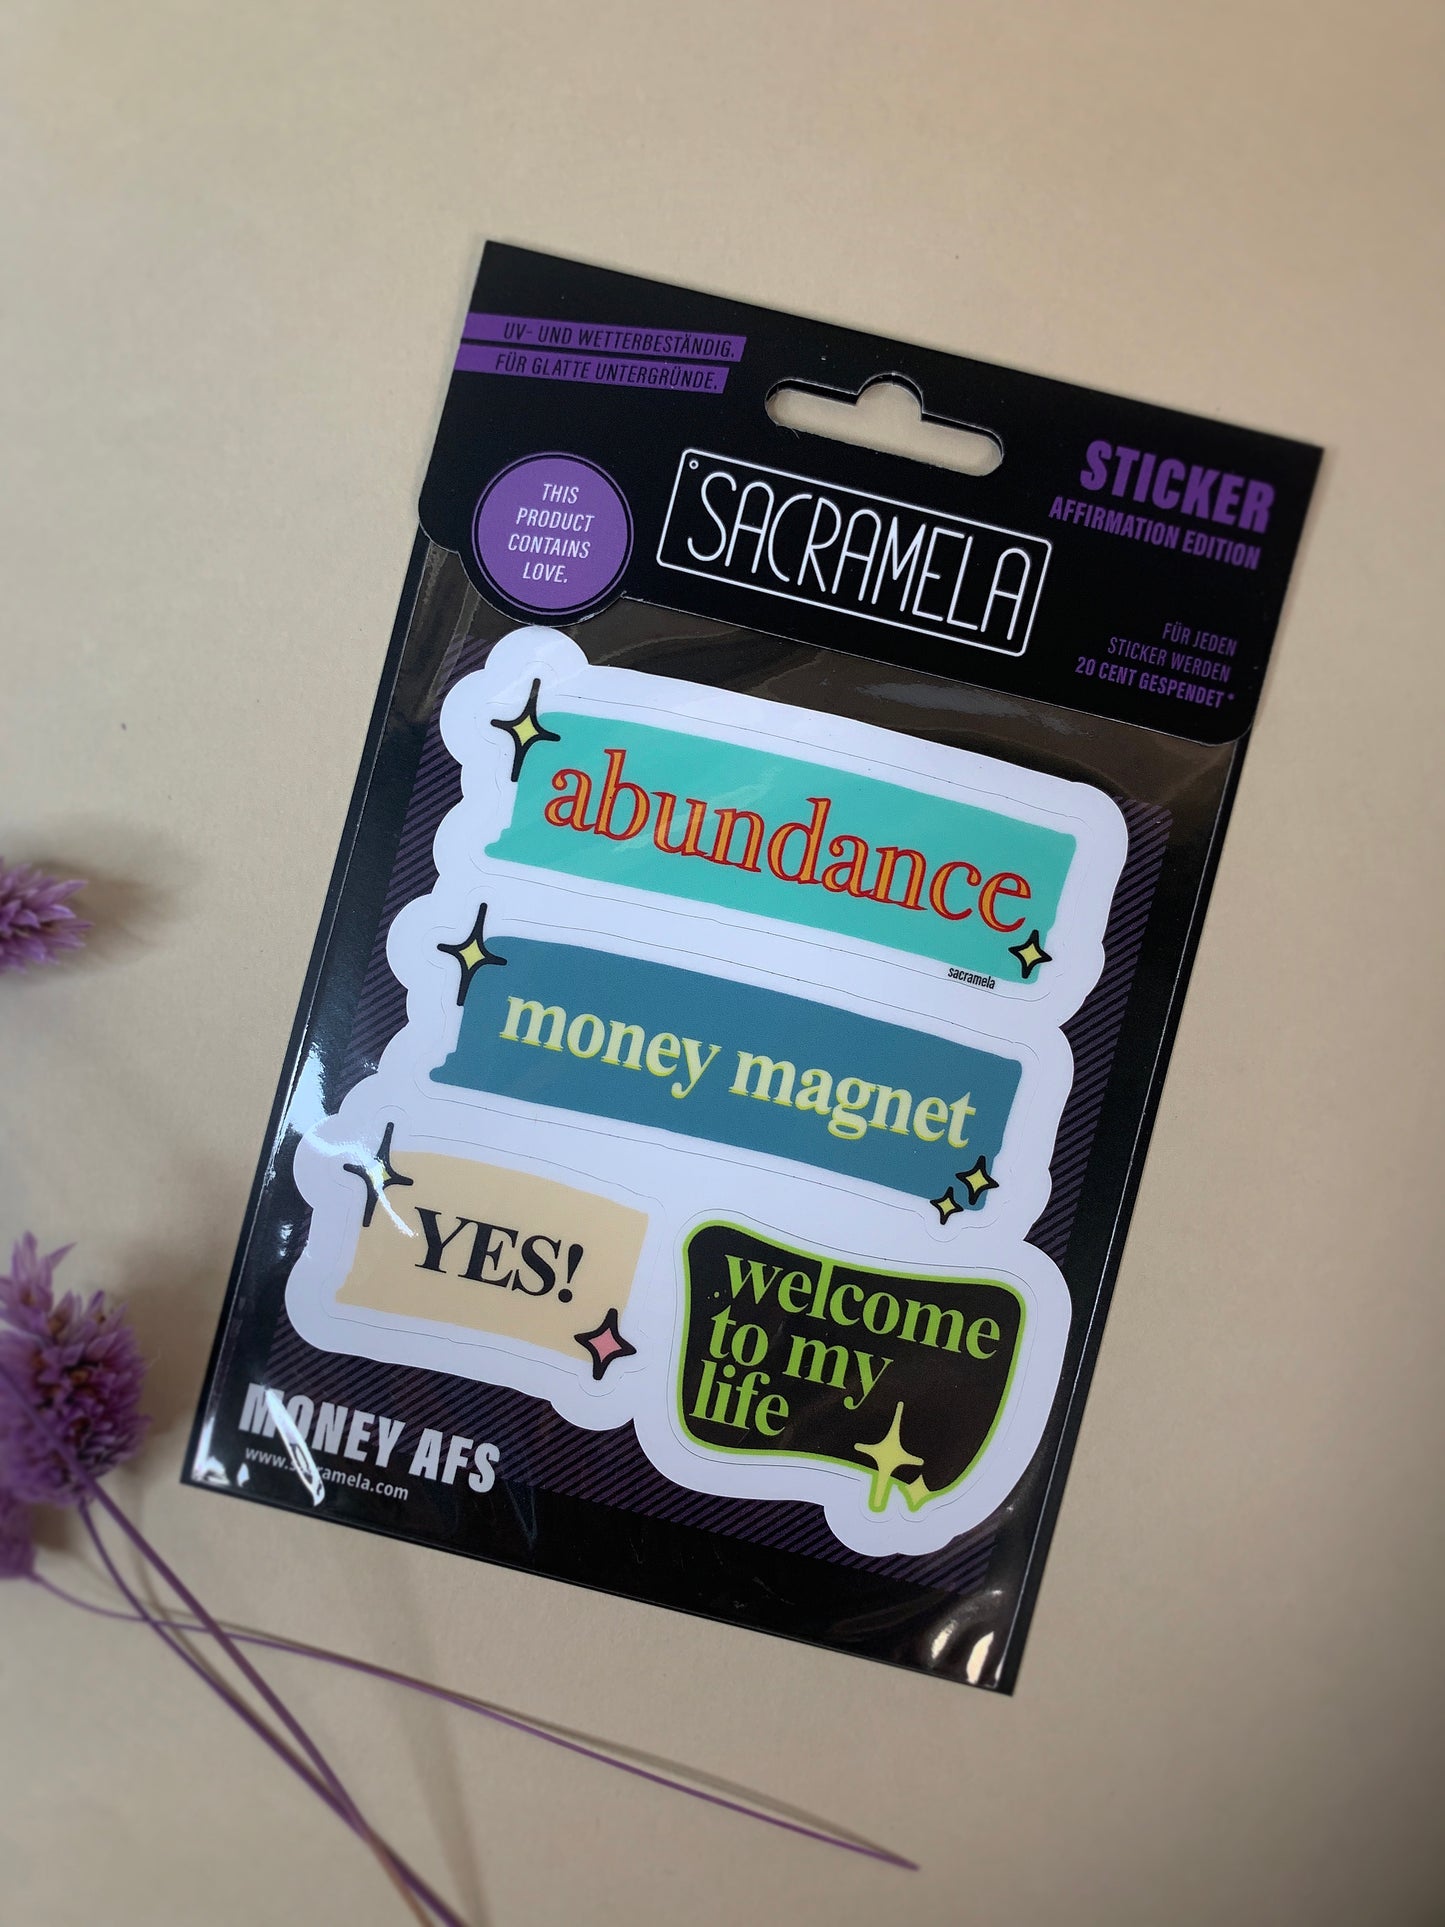 UV- UND WETTERBESTÄNDIG.
FÜR GLATTE UNTERGRÜNDE.
THIS
PRODUCT
CONTAINS
LOVE.
SACRAMELA
STICKER
AFFIRMATION EDITION
FÜR JEDEN
STICKER WERDEN
20 CENT GESPENDET*
abundance
sacramela
money magnet
YES!
welcome
to my
life
MONEY AFS
www.sacramela.com